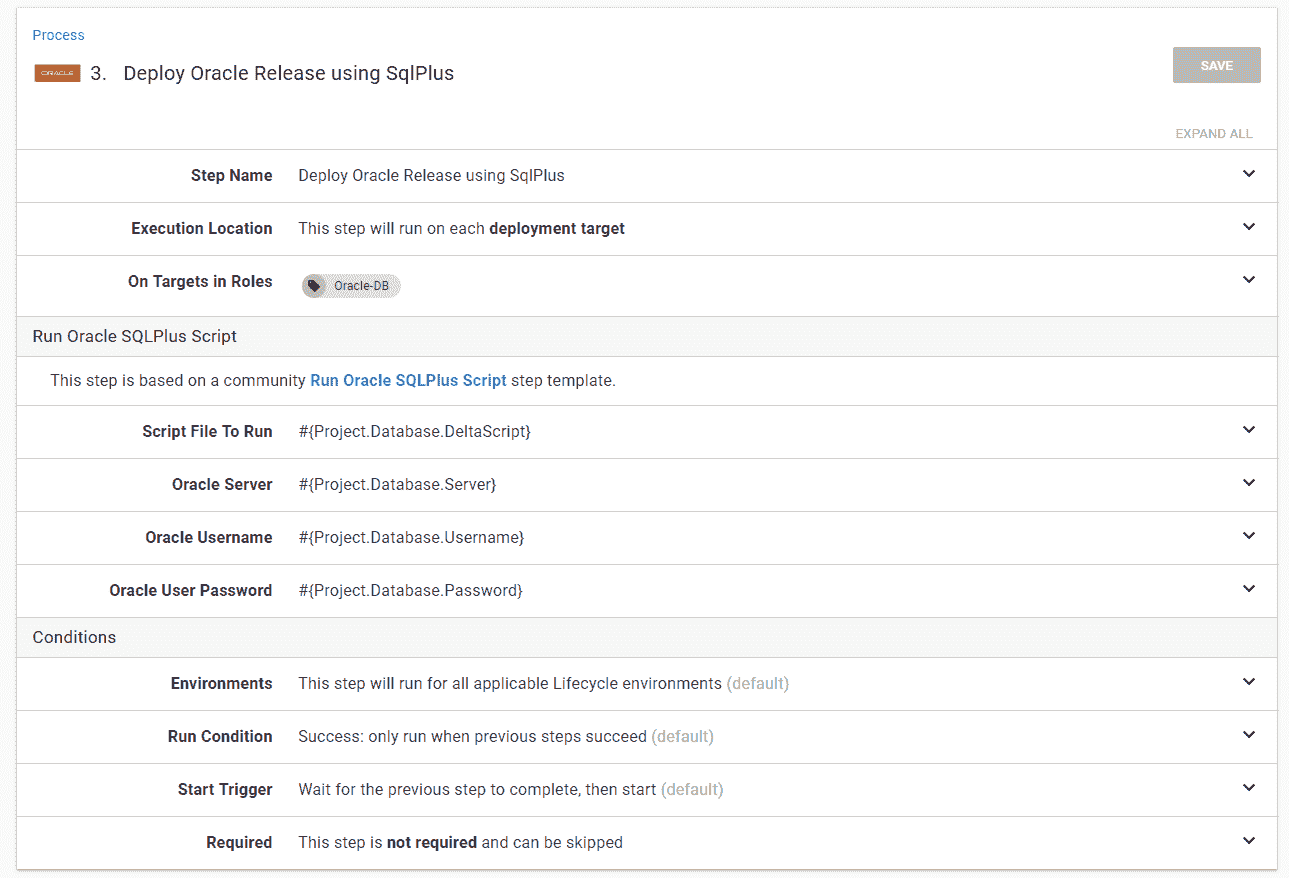 Process
ORACLE 3. Deploy Oracle Release using SqlPlus
SAVE
EXPAND ALL
Step Name Deploy Oracle Release using SqlPlus
Execution Location This step will run on each deployment target
On Targets in Roles Oracle-DB
Run Oracle SQLPlus Script
This step is based on a community Run Oracle SQLPlus Script step template.
Script File To Run #{Project.Database.DeltaScript}
Oracle Server #{Project.Database.Server}
Oracle Username #{Project.Database.Username}
Oracle User Password #{Project.Database.Password}
Conditions
Environments This step will run for all applicable Lifecycle environments (default)
Run Condition Success: only run when previous steps succeed (default)
Start Trigger Wait for the previous step to complete, then start (default)
Required This step is not required and can be skipped